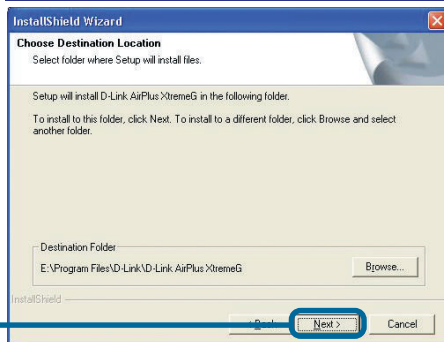 InstallShield Wizard
Choose Destination Location
Select folder where Setup will install files.
Setup will install D-Link AirPlus XtremeG in the following folder.
To install to this folder, click Next. To install to a different folder, click Browse and select
another folder.
Destination Folder
E:\Program Files\D-Link\D-Link AirPlus XtremeG
Browse...
InstallShield
Next >
Cancel